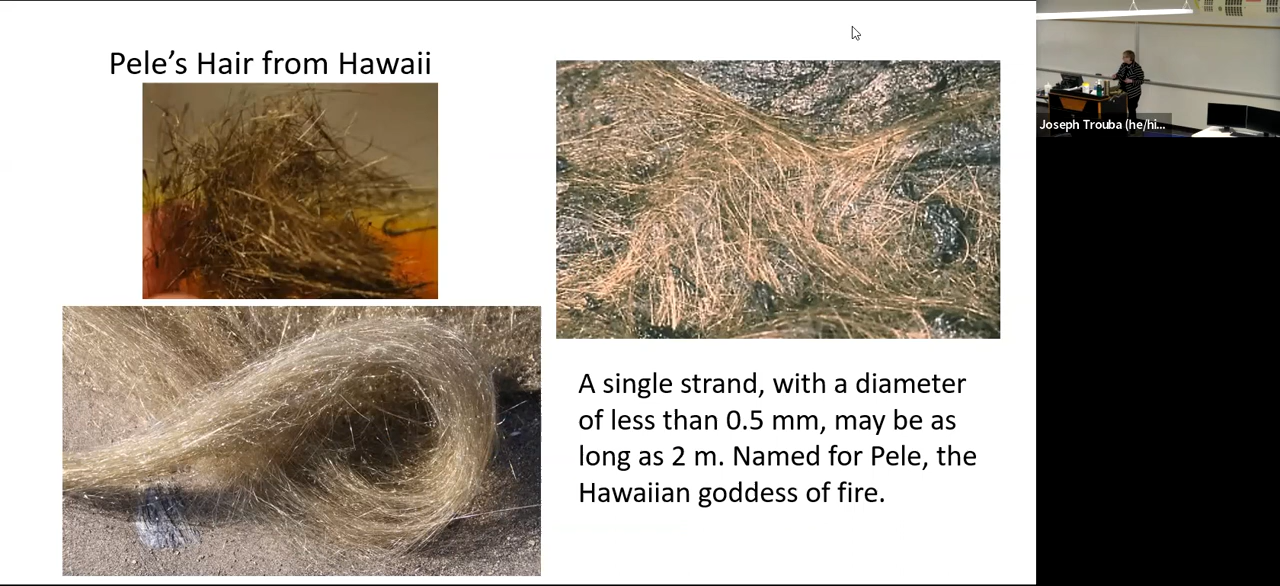 Pele's Hair from Hawaii
A single strand, with a diameter
of less than 0.5 mm, may be as
long as 2 m. Named for Pele, the
Hawaiian goddess of fire.
Joseph Trouba (he/hi...